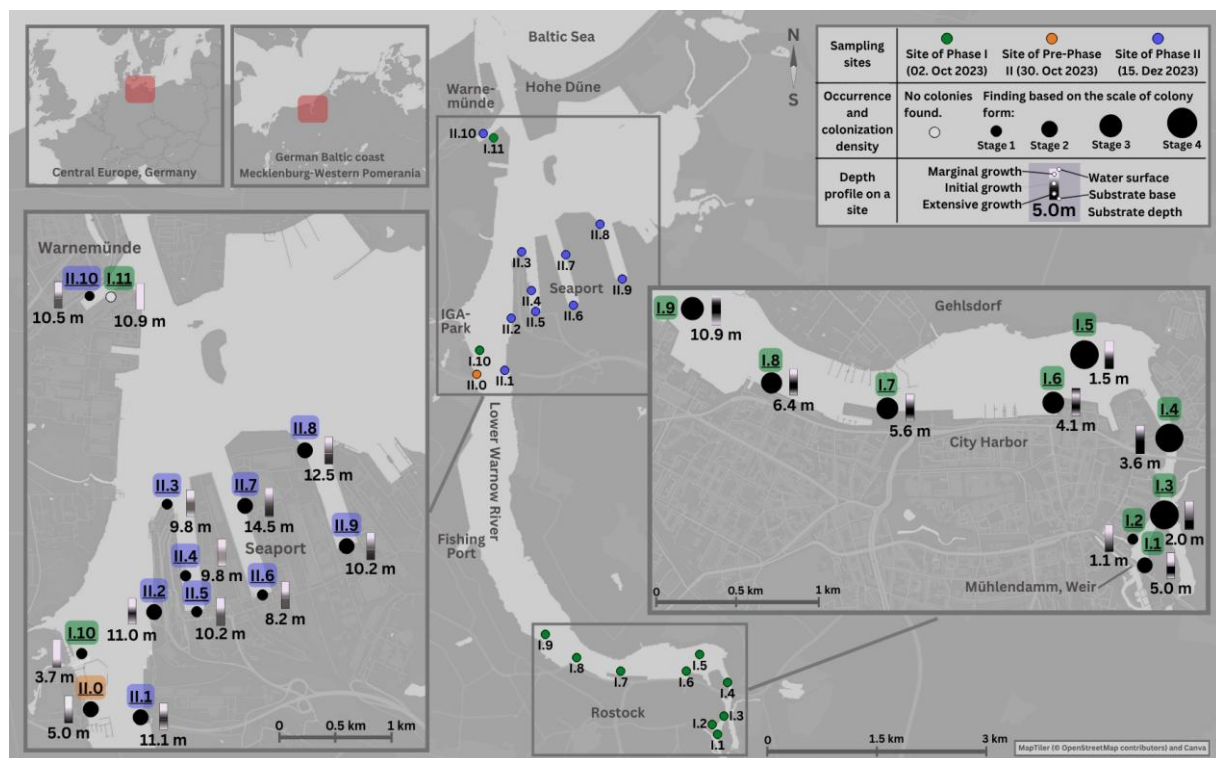 Central Europe, Germany
German Baltic coast
Mecklenburg-Western Pomerania
Baltic Sea
Hohe Düne
Warne-
münde
N
S
Sampling
sites
Site of Phase I
(02. Oct 2023)
Site of Pre-Phase
II (30. Oct 2023)
Site of Phase II
(15. Dez 2023)
Occurrence
and
colonization
density
No colonies
found.
Finding based on the scale of colony
form:
Stage 1
Stage 2
Stage 3
Stage 4
Depth
profile on a
site
Marginal growth
Initial growth
Extensive growth
5.0m
Water surface
Substrate base
Substrate depth
II.10
I.11
II.8
II.3
II.7
II.9
Seaport
II.4
II.5
II.6
II.2
IGA-
Park
I.10
II.0
II.1
Lower Warnow River
Fishing
Port
Warnemünde
II.10
I.11
10.5 m
10.9 m
II.8
12.5 m
II.3
9.8 m
II.7
14.5 m
II.9
10.2 m
Seaport
II.4
9.8 m
II.6
8.2 m
II.2
11.0 m
II.5
10.2 m
I.10
3.7 m
II.0
5.0 m
II.1
11.1 m
0
0.5 km
1 km
Gehlsdorf
I.9
10.9 m
I.8
6.4 m
I.7
5.6 m
I.6
4.1 m
I.5
1.5 m
I.4
3.6 m
City Harbor
I.3
2.0 m
I.2
1.1 m
I.1
5.0 m
Mühlendamm, Weir
0
0.5 km
1 km
I.9
I.8
I.7
I.6
I.5
I.4
I.3
I.2
I.1
Rostock
0
1.5 km
3 km
MapTiler (© OpenStreetMap contributors) and Canva